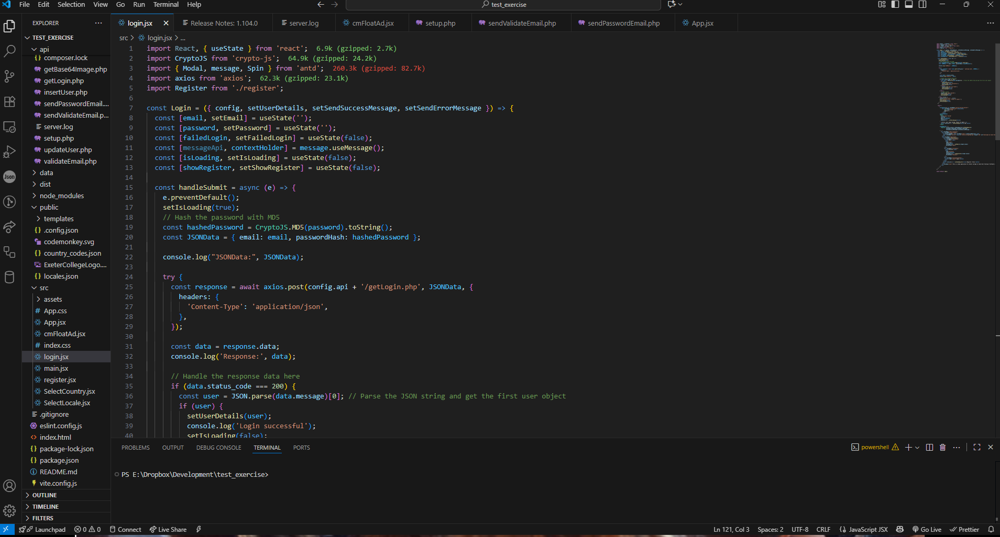 File Edit Selection View Go Run Terminal Help
test_exercise
EXPLORER
TEST_EXERCISE
api
composer.lock
getBase64Image.php
getLogin.php
insertUser.php
sendPasswordEmail....
sendValidateEmail.p...
server.log
setup.php
updateUser.php
validateEmail.php
data
dist
node_modules
public
templates
.config.json
codemonkey.svg
country_codes.json
ExeterCollegeLogo....
locales.json
src
assets
App.css
App.jsx
cmFloatAd.jsx
index.css
login.jsx
main.jsx
register.jsx
SelectCountry.jsx
SelectLocale.jsx
.gitignore
eslint.config.js
index.html
package-lock.json
package.json
README.md
vite.config.js
OUTLINE
TIMELINE
FILTERS
login.jsx Release Notes: 1.104.0 server.log cmFloatAd.jsx setup.php sendValidateEmail.php sendPasswordEmail.php App.jsx
src > login.jsx > ...
1 import React, { useState } from 'react'; 6.9k (gzipped: 2.7k)
2 import CryptoJS from 'crypto-js'; 64.9k (gzipped: 24.2k)
3 import { Modal, message, Spin } from 'antd'; 260.3k (gzipped: 82.7k)
4 import axios from 'axios'; 62.3k (gzipped: 23.1k)
5 import Register from './register';
6
7 const Login = ({ config, setUserDetails, setSendSuccessMessage, setSendErrorMessage }) => {
8 const [email, setEmail] = useState('');
9 const [password, setPassword] = useState('');
10 const [failedLogin, setFailedLogin] = useState(false);
11 const [messageApi, contextHolder] = message.useMessage();
12 const [isLoading, setIsLoading] = useState(false);
13 const [showRegister, setShowRegister] = useState(false);
14
15 const handleSubmit = async (e) => {
16 e.preventDefault();
17 setIsLoading(true);
18 // Hash the password with MD5
19 const hashedPassword = CryptoJS.MD5(password).toString();
20 const JSONData = { email: email, passwordHash: hashedPassword };
21
22 console.log("JSONData:", JSONData);
23
24 try {
25 const response = await axios.post(config.api + '/getLogin.php', JSONData, {
26 headers: {
27 'Content-Type': 'application/json',
28 },
29 });
30
31 const data = response.data;
32 console.log('Response:', data);
33
34 // Handle the response data here
35 if (data.status_code === 200) {
36 const user = JSON.parse(data.message)[0]; // Parse the JSON string and get the first user object
37 if (user) {
38 setUserDetails(user);
39 console.log('Login successful');
40 setIsLoading(false);
PROBLEMS OUTPUT DEBUG CONSOLE TERMINAL PORTS
powershell
PS E:\Dropbox\Development\test_exercise>
Launchpad 0 0 Connect Live Share
Ln 121, Col 3 Spaces: 2 UTF-8 CRLF {} JavaScript JSX Go Live Prettier
Json